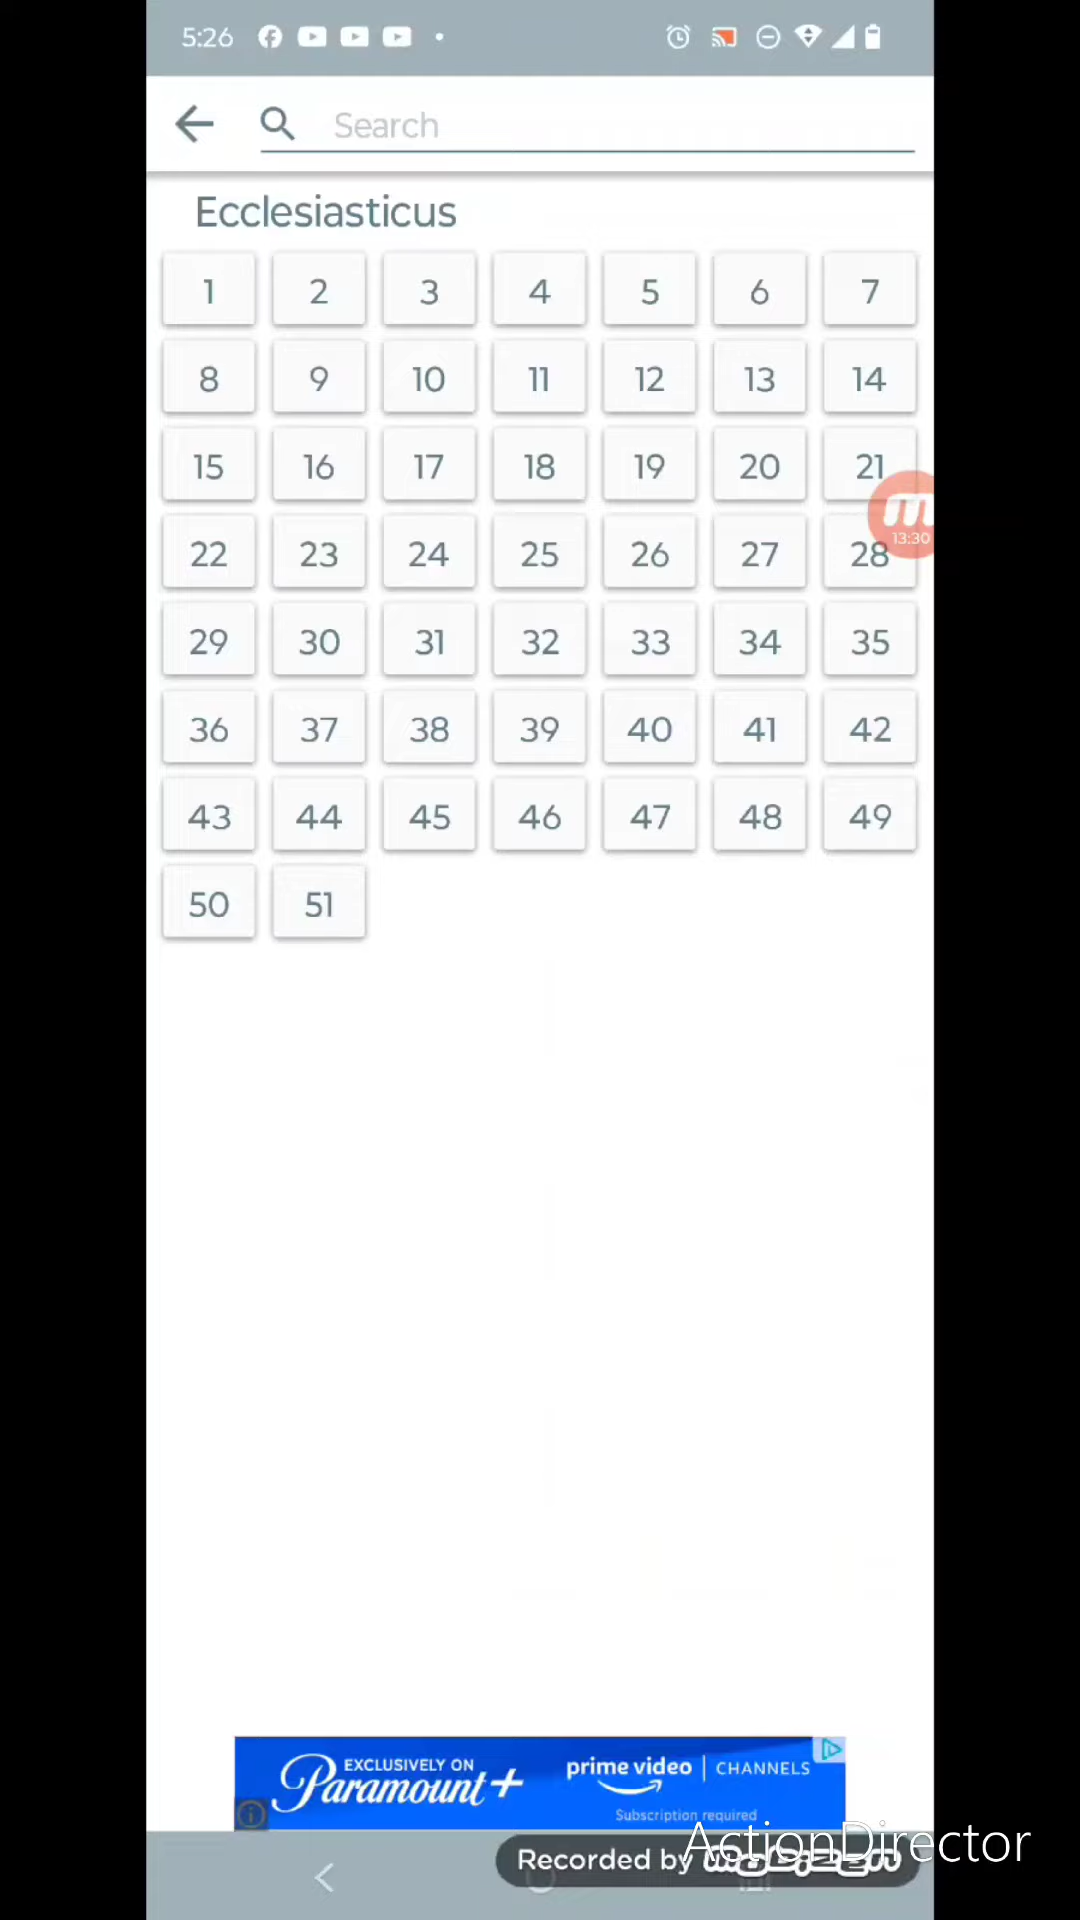 5:26
Search
Ecclesiasticus
1 2 3 4 5 6 7
8 9 10 11 12 13 14
15 16 17 18 19 20 21
13:30
22 23 24 25 26 27 28
29 30 31 32 33 34 35
36 37 38 39 40 41 42
43 44 45 46 47 48 49
50 51
EXCLUSIVELY ON
Paramount+
prime video | CHANNELS
Subscription required
ActionDirector
Recorded by mobizen